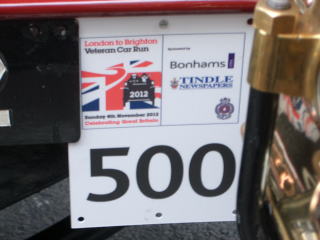 London to Brighton
Veteran Car Run
2012
Sunday 4th November 2012
Celebrating Great Britain
Sponsored by
Bonhams
TINDLE
NEWSPAPERS
500